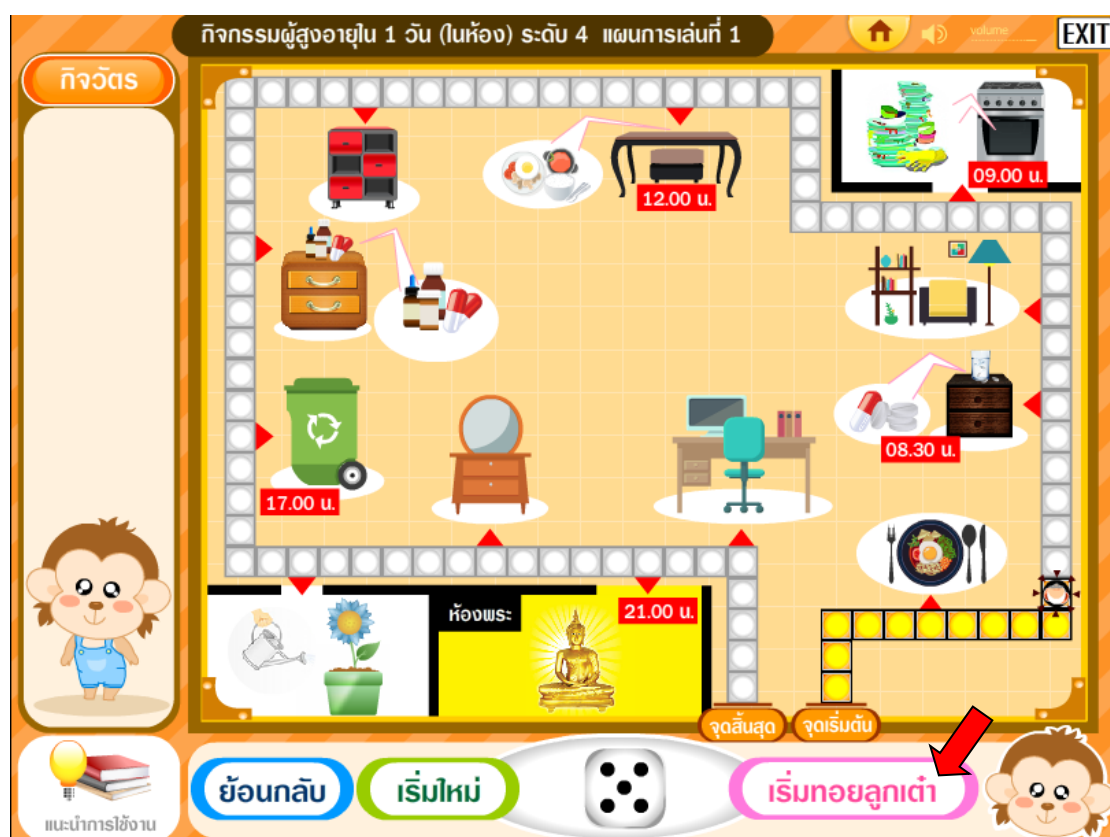 กิจกรรมผู้สูงอายุใน 1 วัน (ในห้อง) ระดับ 4 แผนการเล่นที่ 1
volume
EXIT
กิจวัตร
09.00 น.
12.00 น.
08.30 น.
17.00 น.
ห้องพระ
21.00 น.
จุดสิ้นสุด
จุดเริ่มต้น
แนะนำการใช้งาน
ย้อนกลับ
เริ่มใหม่
เริ่มทอยลูกเต๋า